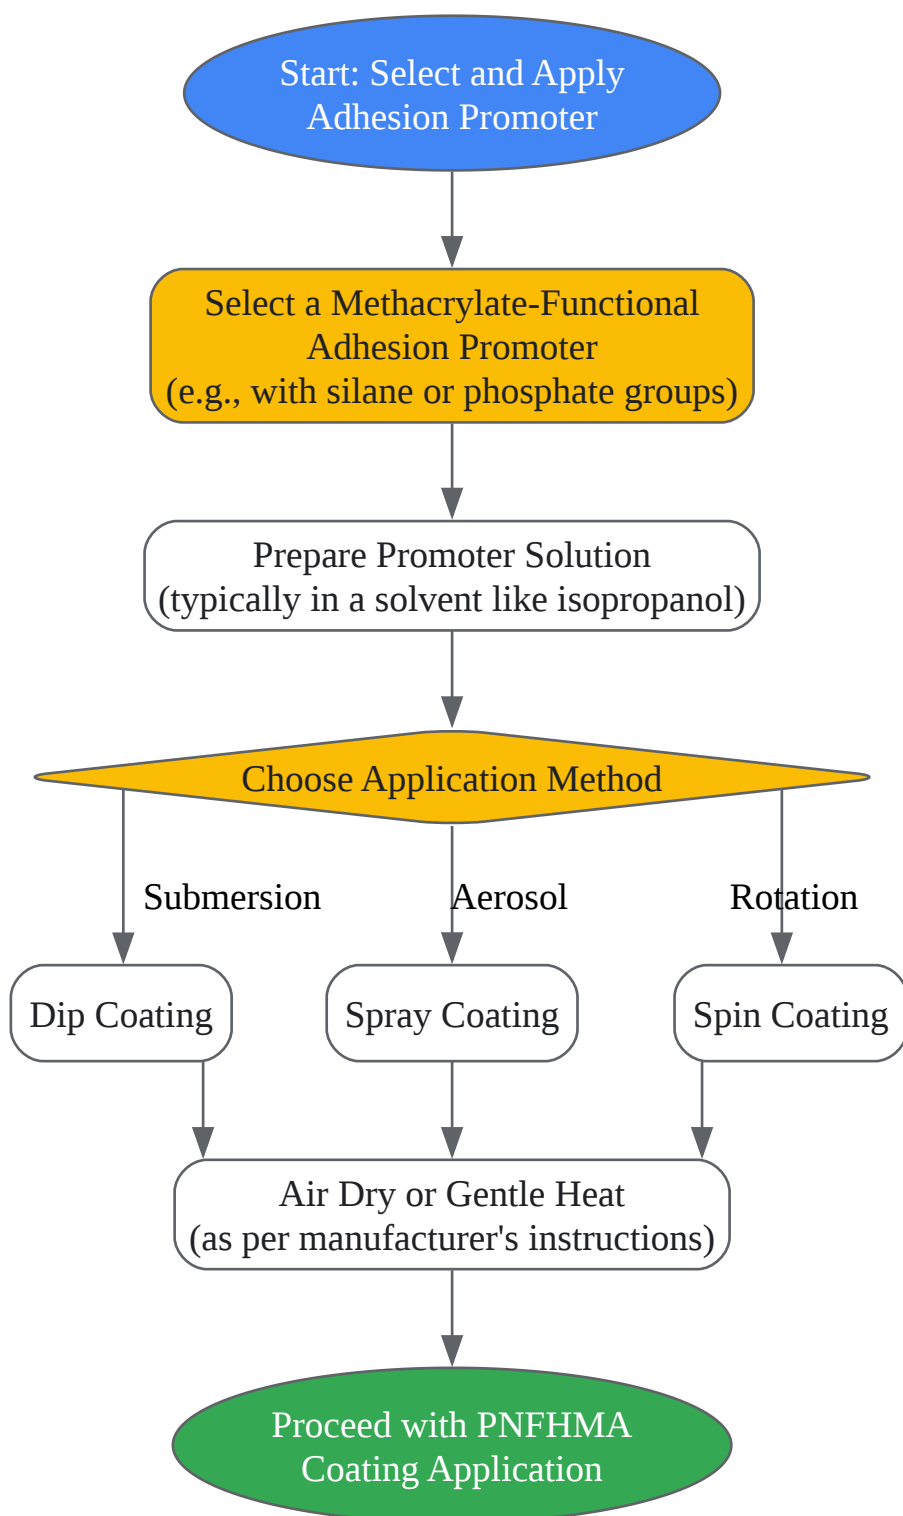 Start: Select and Apply
Adhesion Promoter
Select a Methacrylate-Functional
Adhesion Promoter
(e.g., with silane or phosphate groups)
Prepare Promoter Solution
(typically in a solvent like isopropanol)
Choose Application Method
Submersion
Aerosol
Rotation
Dip Coating
Spray Coating
Spin Coating
Air Dry or Gentle Heat
(as per manufacturer's instructions)
Proceed with PNFHMA
Coating Application